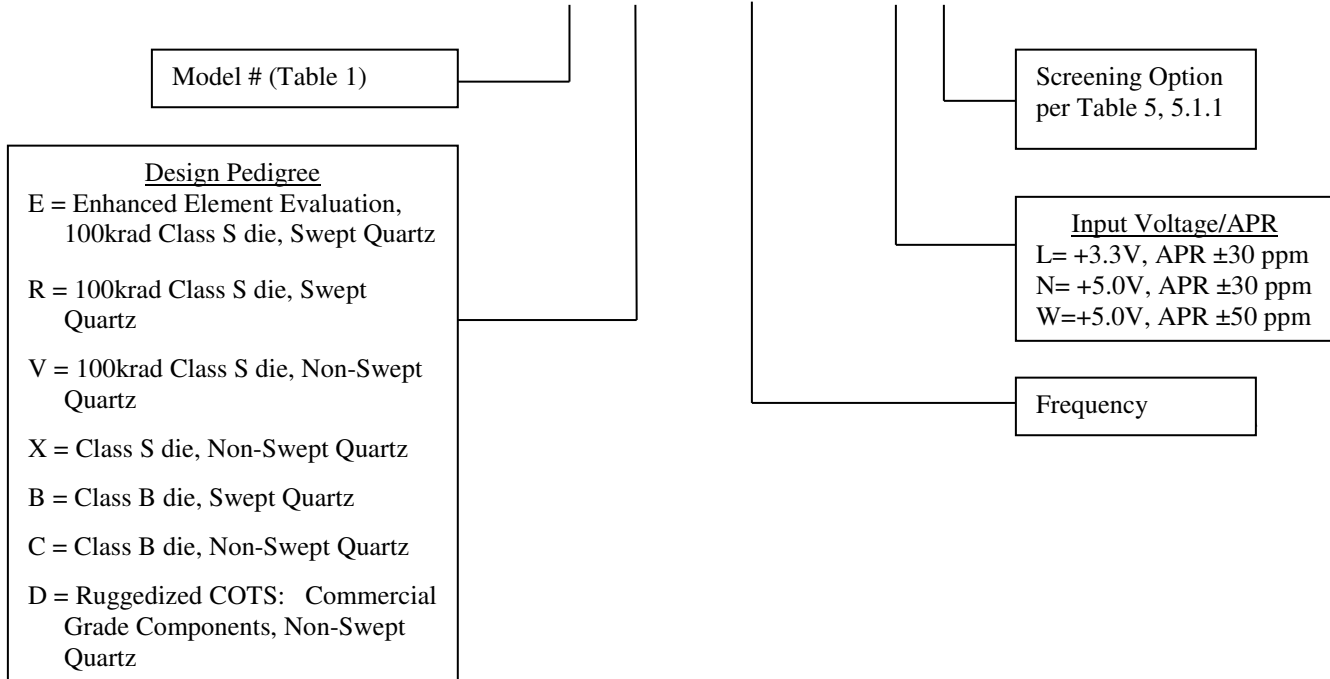 Model # (Table 1)
Design Pedigree
E = Enhanced Element Evaluation,
100krad Class S die, Swept Quartz
R = 100krad Class S die, Swept
Quartz
V = 100krad Class S die, Non-Swept
Quartz
X = Class S die, Non-Swept Quartz
B = Class B die, Swept Quartz
C = Class B die, Non-Swept Quartz
D = Ruggedized COTS: Commercial
Grade Components, Non-Swept
Quartz
Screening Option
per Table 5, 5.1.1
Input Voltage/APR
L= +3.3V, APR ±30 ppm
N= +5.0V, APR ±30 ppm
W=+5.0V, APR ±50 ppm
Frequency